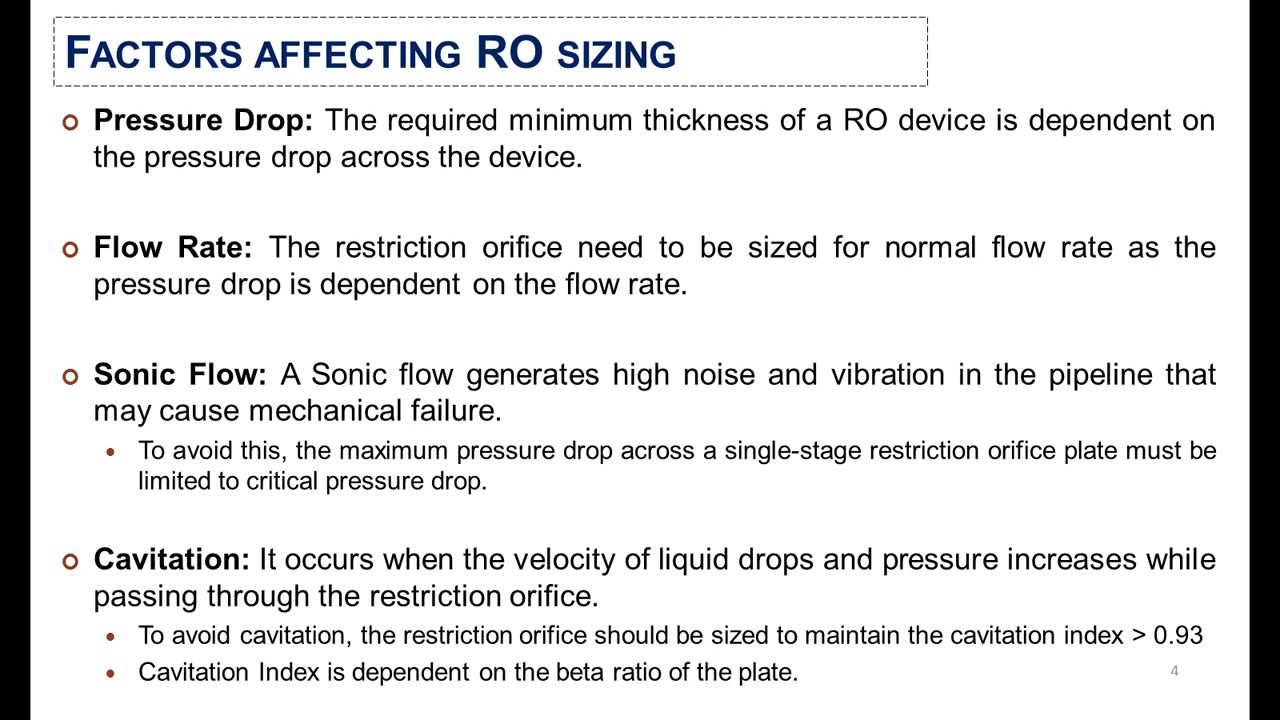 FACTORS AFFECTING RO SIZING
Pressure Drop: The required minimum thickness of a RO device is dependent on
the pressure drop across the device.
Flow Rate: The restriction orifice need to be sized for normal flow rate as the
pressure drop is dependent on the flow rate.
Sonic Flow: A Sonic flow generates high noise and vibration in the pipeline that
may cause mechanical failure.
To avoid this, the maximum pressure drop across a single-stage restriction orifice plate must be
limited to critical pressure drop.
Cavitation: It occurs when the velocity of liquid drops and pressure increases while
passing through the restriction orifice.
To avoid cavitation, the restriction orifice should be sized to maintain the cavitation index > 0.93
Cavitation Index is dependent on the beta ratio of the plate.
4